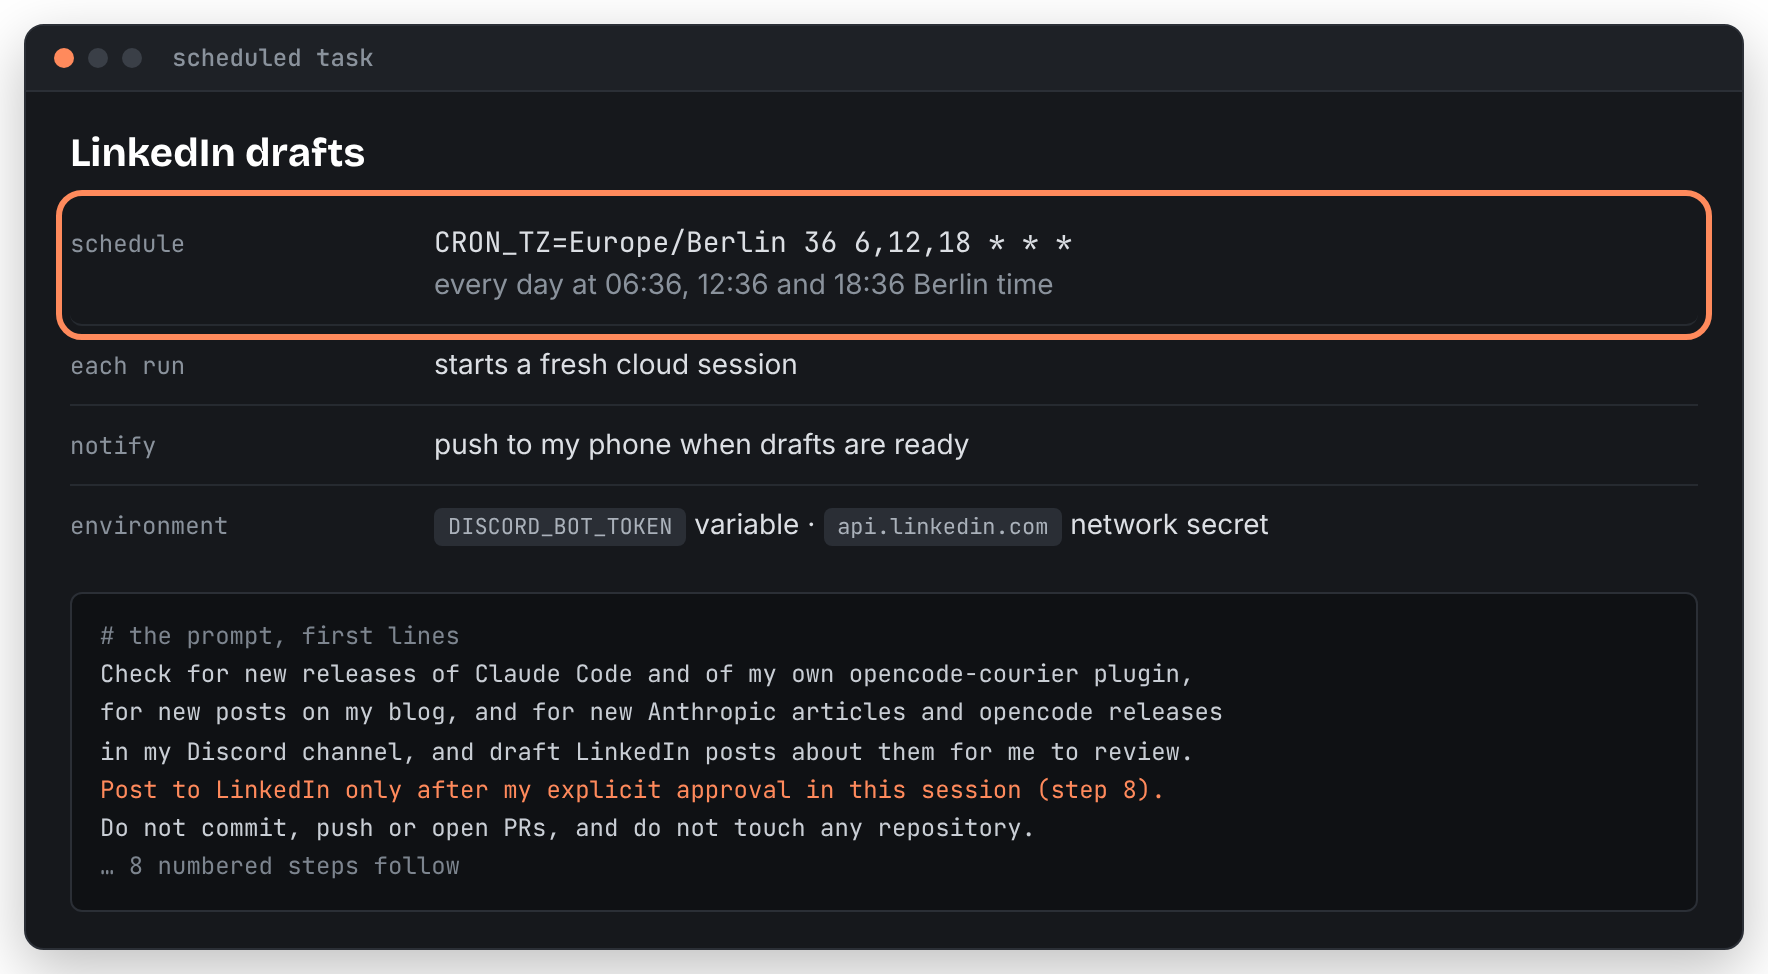 scheduled task
LinkedIn drafts
schedule
CRON_TZ=Europe/Berlin 36 6,12,18 * * *
every day at 06:36, 12:36 and 18:36 Berlin time
each run
starts a fresh cloud session
notify
push to my phone when drafts are ready
environment
DISCORD_BOT_TOKEN variable · api.linkedin.com network secret
# the prompt, first lines
Check for new releases of Claude Code and of my own opencode-courier plugin,
for new posts on my blog, and for new Anthropic articles and opencode releases
in my Discord channel, and draft LinkedIn posts about them for me to review.
Post to LinkedIn only after my explicit approval in this session (step 8).
Do not commit, push or open PRs, and do not touch any repository.
… 8 numbered steps follow